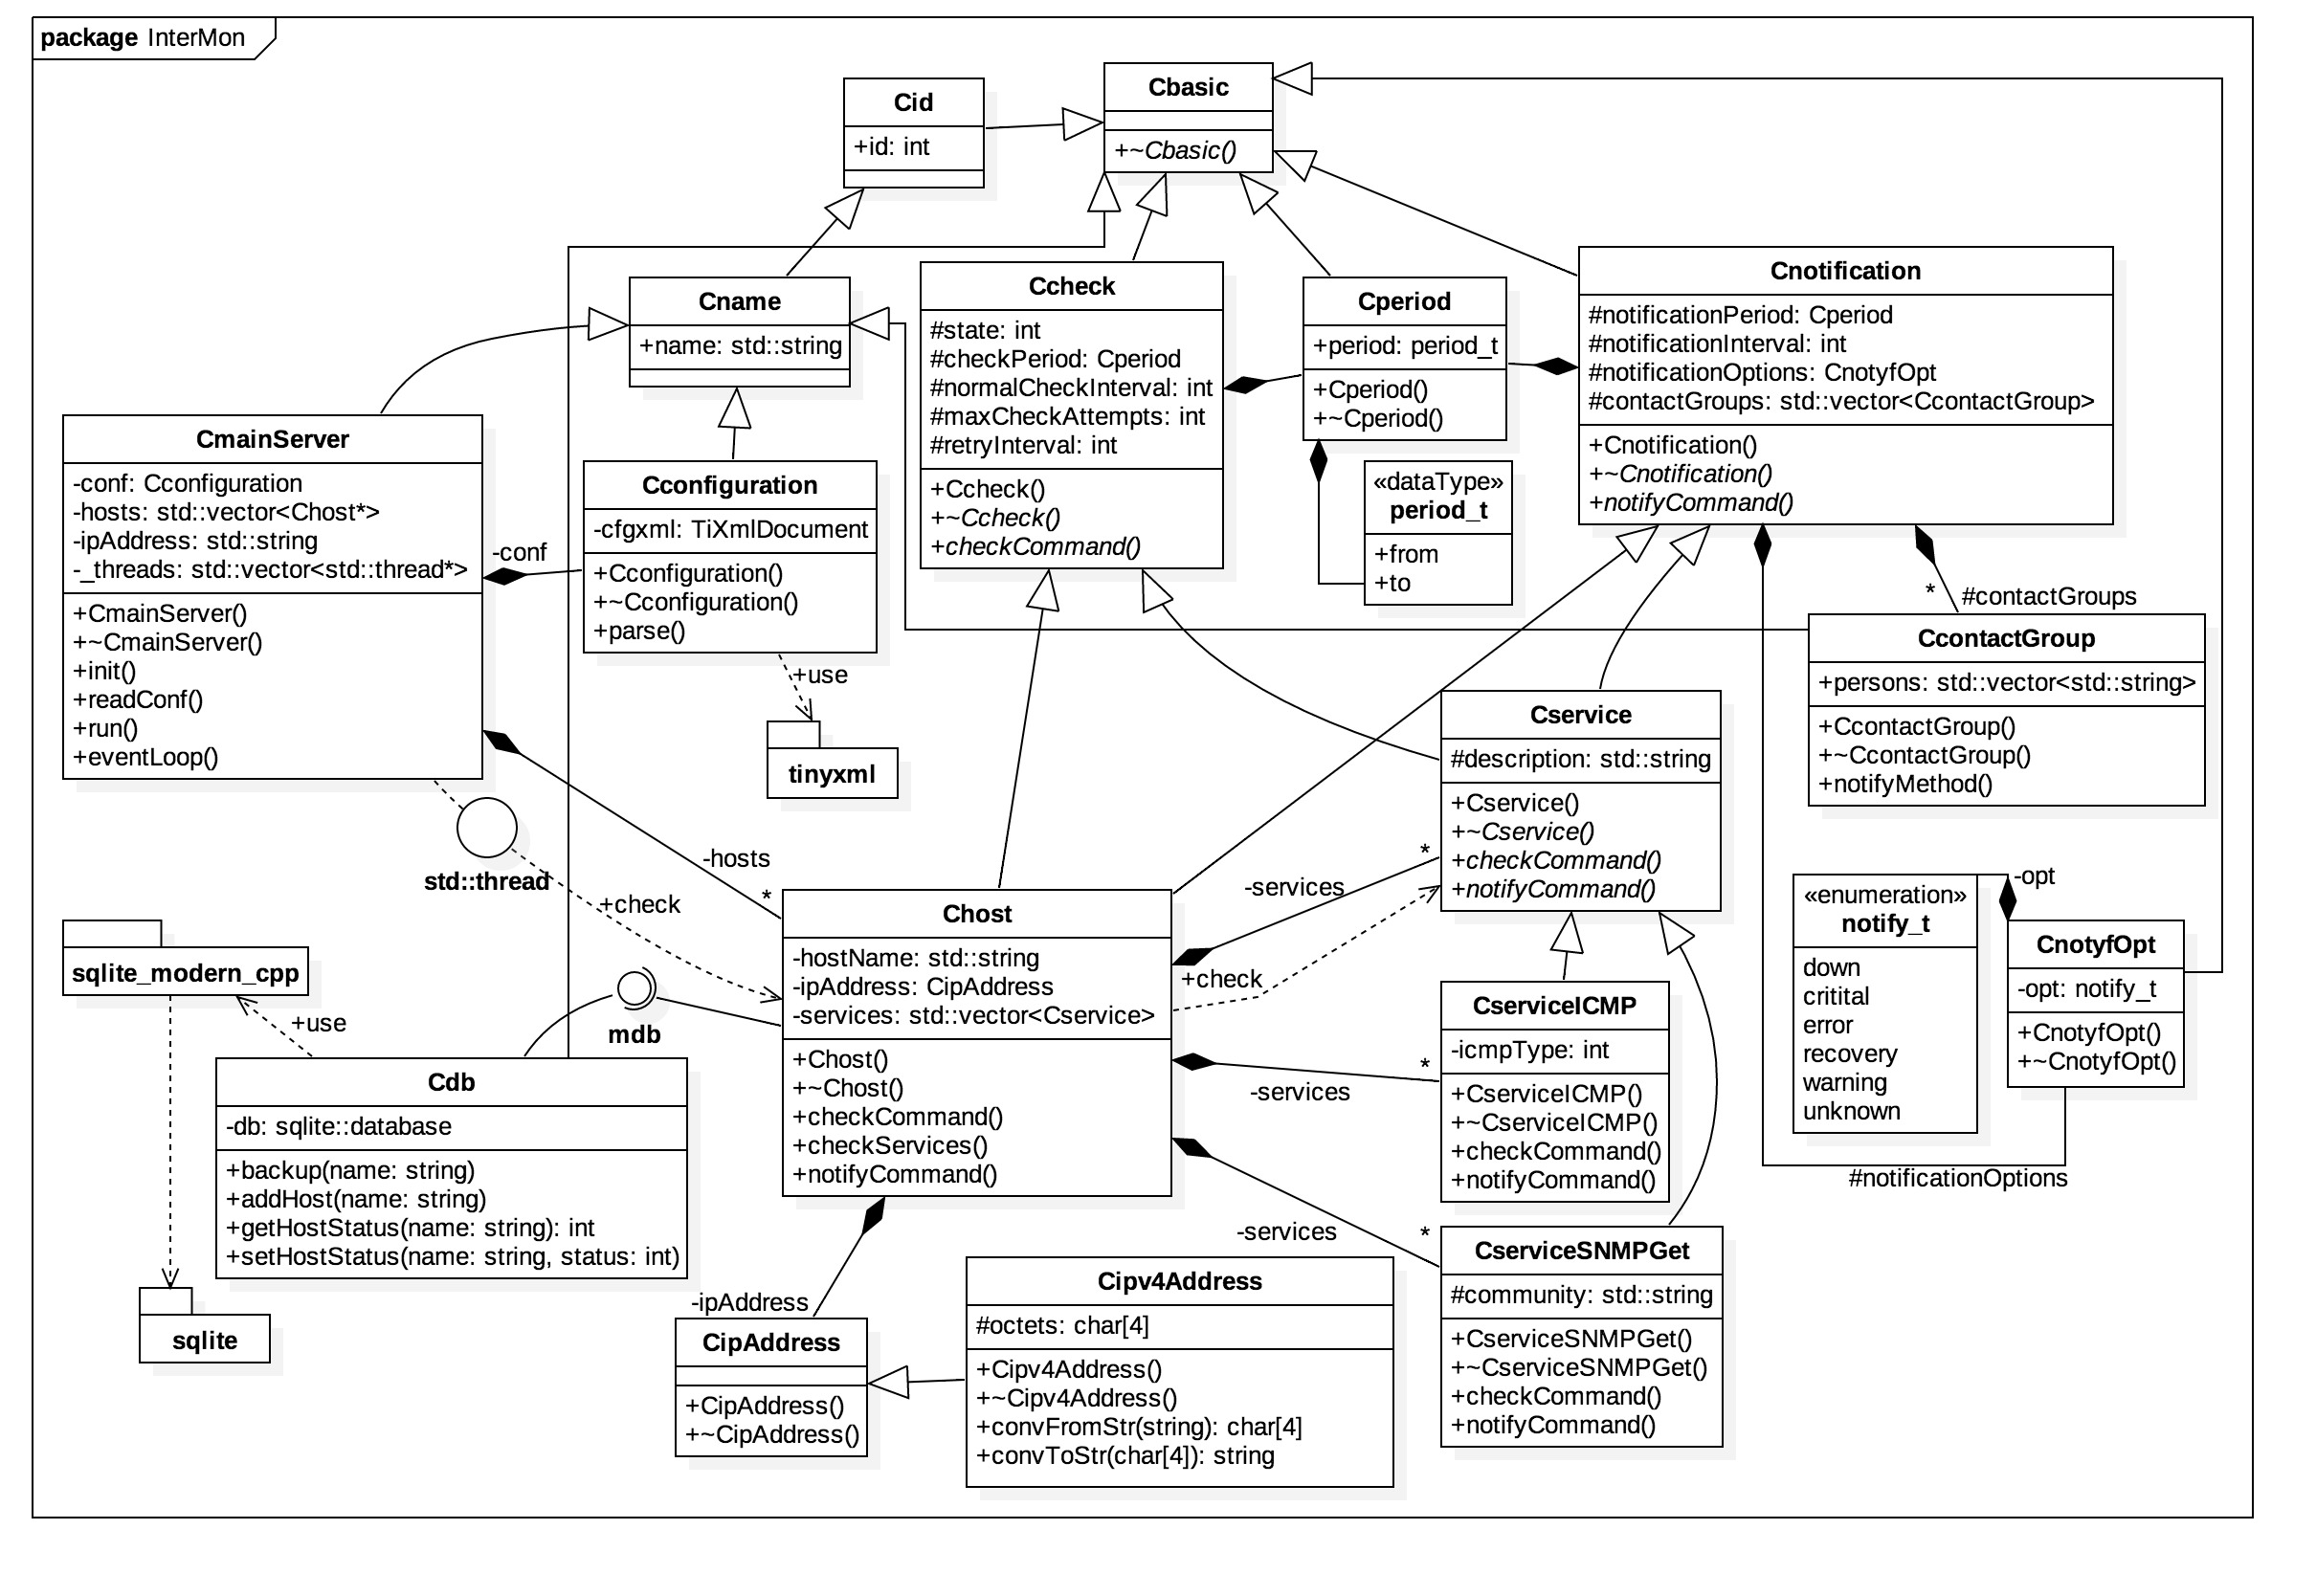 package InterMon
Cid
+id: int
Cbasic
+~Cbasic()
Cname
+name: std::string
Ccheck
#state: int
#checkPeriod: Cperiod
#normalCheckInterval: int
#maxCheckAttempts: int
#retryInterval: int
+Ccheck()
+~Ccheck()
+checkCommand()
Cperiod
+period: period_t
+Cperiod()
+~Cperiod()
Cnotification
#notificationPeriod: Cperiod
#notificationInterval: int
#notificationOptions: CnotyfOpt
#contactGroups: std::vector<CcontactGroup>
+Cnotification()
+~Cnotification()
+notifyCommand()
CmainServer
-conf: Cconfiguration
-hosts: std::vector<Chost*>
-ipAddress: std::string
-_threads: std::vector<std::thread*>
+CmainServer()
+~CmainServer()
+init()
+readConf()
+run()
+eventLoop()
-conf
Cconfiguration
-cfgxml: TiXmlDocument
+Cconfiguration()
+~Cconfiguration()
+parse()
«dataType»
period_t
+from
+to
* #contactGroups
CcontactGroup
+persons: std::vector<std::string>
+CcontactGroup()
+~CcontactGroup()
+notifyMethod()
+use
tinyxml
Cservice
#description: std::string
+Cservice()
+~Cservice()
+checkCommand()
+notifyCommand()
std::thread
-hosts
*
+check
-services
*
+check
Chost
-hostName: std::string
-ipAddress: CipAddress
-services: std::vector<Cservice>
+Chost()
+~Chost()
+checkCommand()
+checkServices()
+notifyCommand()
«enumeration»
notify_t
down
critital
error
recovery
warning
unknown
-opt
CnotyfOpt
-opt: notify_t
+CnotyfOpt()
+~CnotyfOpt()
#notificationOptions
sqlite_modern_cpp
+use
mdb
Cdb
-db: sqlite::database
+backup(name: string)
+addHost(name: string)
+getHostStatus(name: string): int
+setHostStatus(name: string, status: int)
CserviceICMP
-icmpType: int
+CserviceICMP()
+~CserviceICMP()
+checkCommand()
+notifyCommand()
*
-services
-services
*
CserviceSNMPGet
#community: std::string
+CserviceSNMPGet()
+~CserviceSNMPGet()
+checkCommand()
+notifyCommand()
sqlite
-ipAddress
CipAddress
+CipAddress()
+~CipAddress()
Cipv4Address
#octets: char[4]
+Cipv4Address()
+~Cipv4Address()
+convFromStr(string): char[4]
+convToStr(char[4]): string